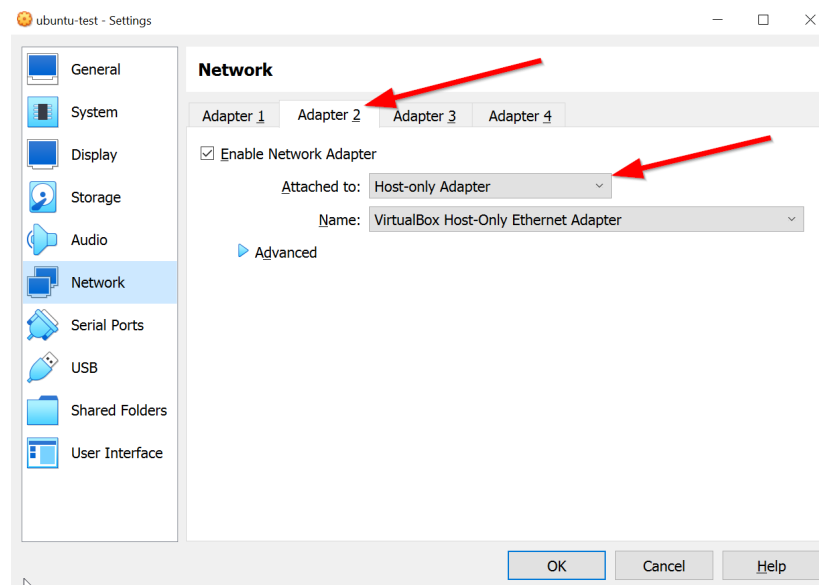 ubuntu-test - Settings
General
System
Display
Storage
Audio
Network
Serial Ports
USB
Shared Folders
User Interface
Network
Adapter 1 Adapter 2 Adapter 3 Adapter 4
Enable Network Adapter
Attached to: Host-only Adapter
Name: VirtualBox Host-Only Ethernet Adapter
Advanced
OK Cancel Help